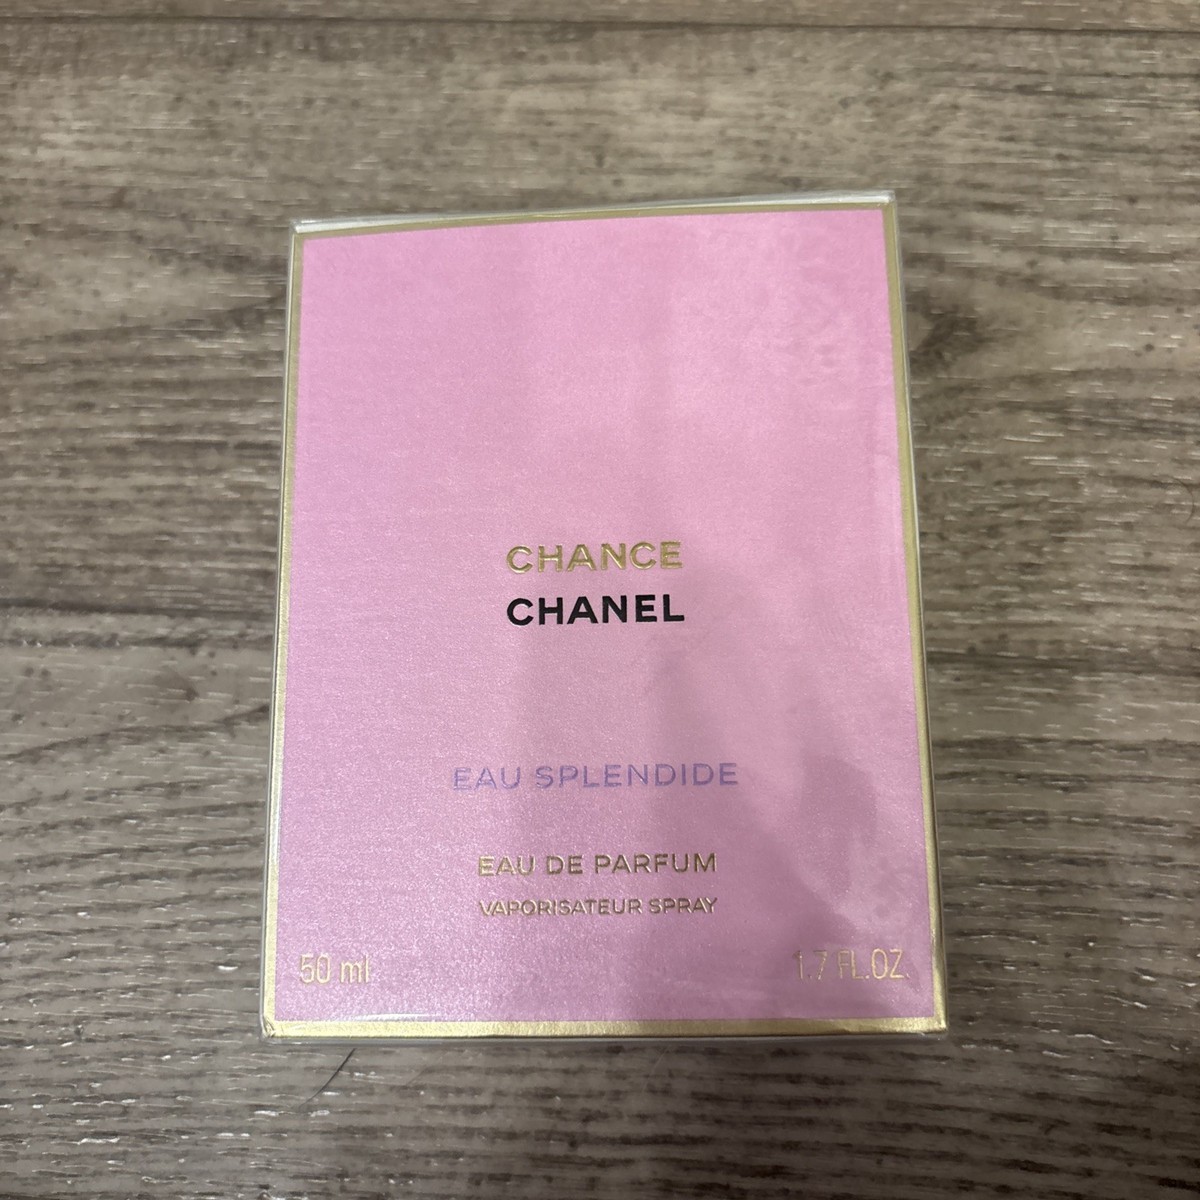 CHANCE
CHANEL
EAU SPLENDIDE
EAU DE PARFUM
VAPORISATEUR SPRAY
50 ml 1.7 FL.OZ